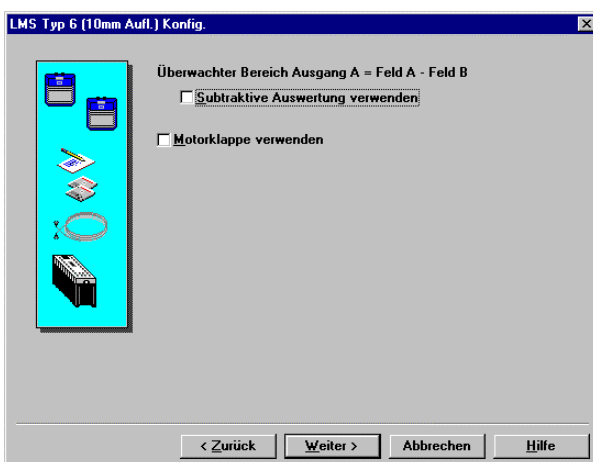 LMS Typ 6 (10mm Aufl.) Konfig.
Überwachter Bereich Ausgang A = Feld A - Feld B
Subtraktive Auswertung verwenden
Motorklappe verwenden
< Zurück
Weiter >
Abbrechen
Hilfe